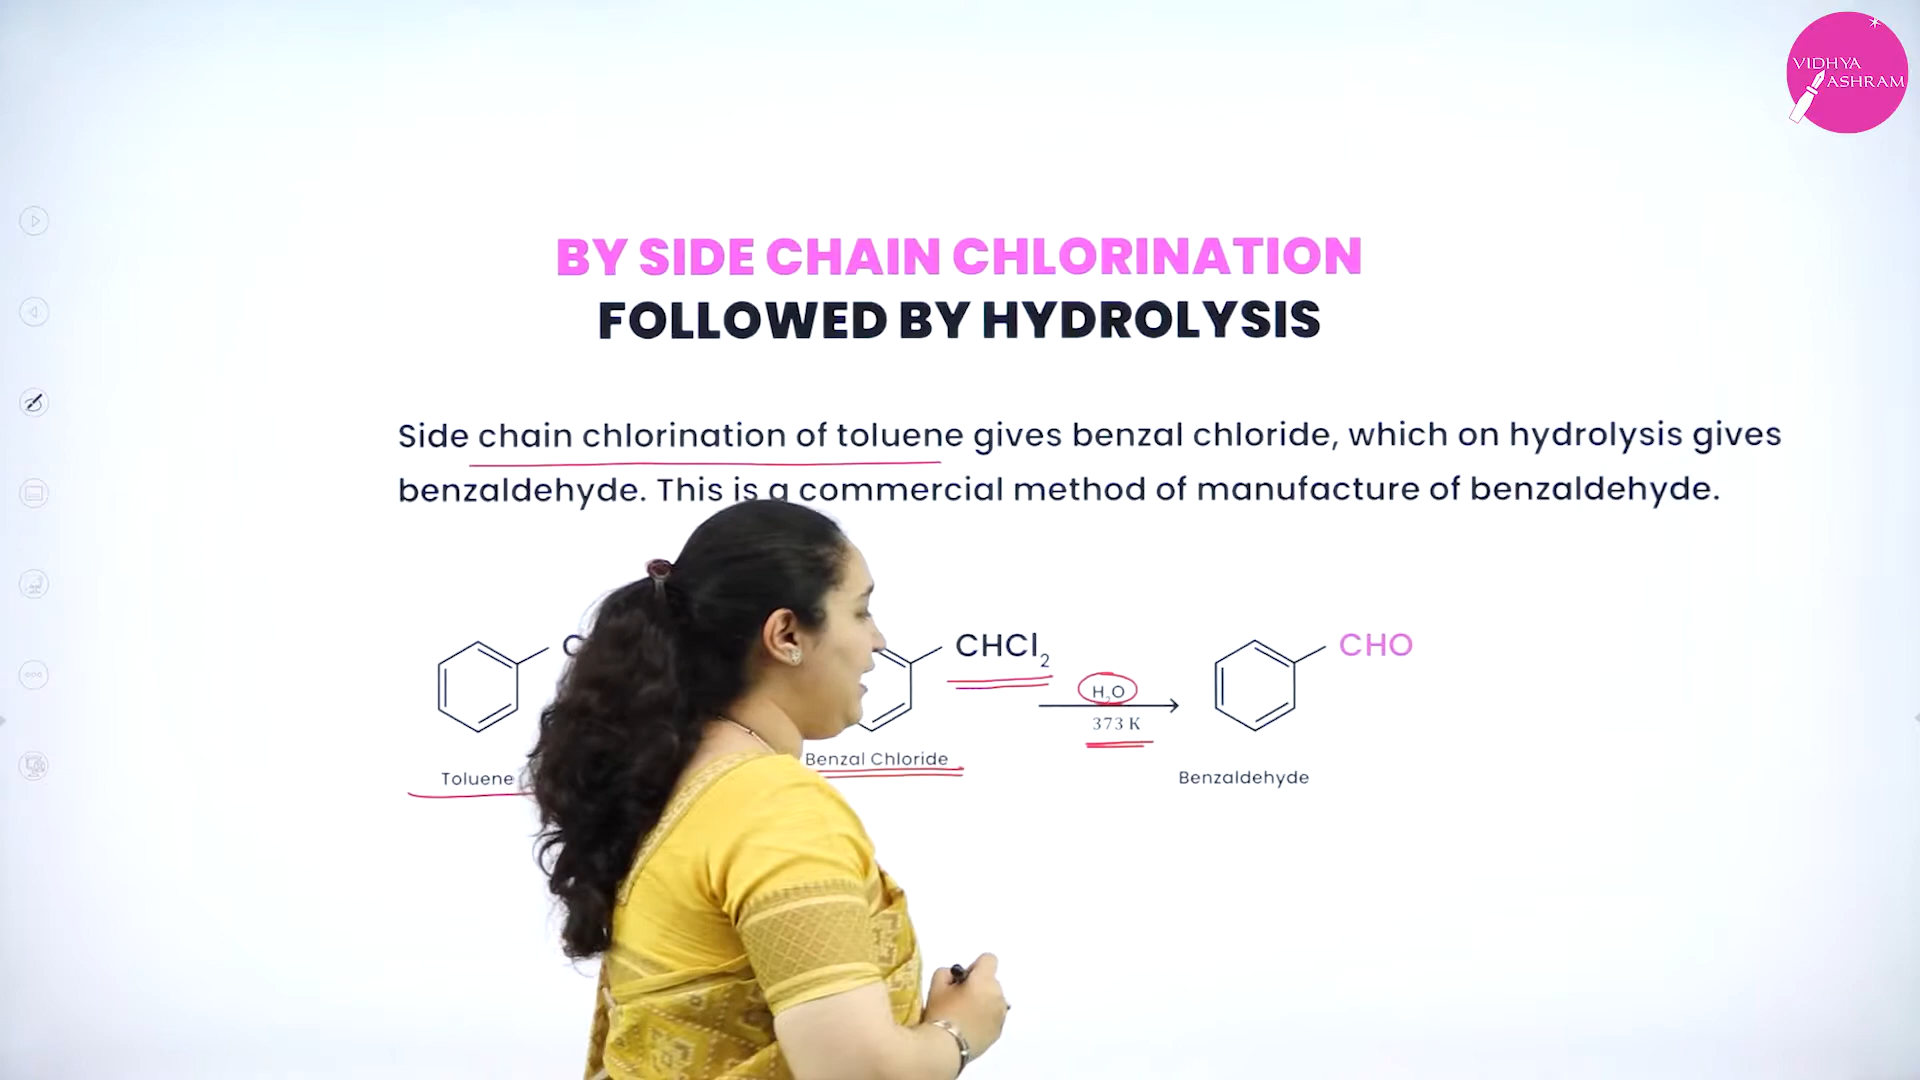 VIDHYA
ASHRAM
BY SIDE CHAIN CHLORINATION
FOLLOWED BY HYDROLYSIS
Side chain chlorination of toluene gives benzal chloride, which on hydrolysis gives
benzaldehyde. This is a commercial method of manufacture of benzaldehyde.
CHCl₂
CHO
H₂O
373 K
Toluene
Benzal Chloride
Benzaldehyde